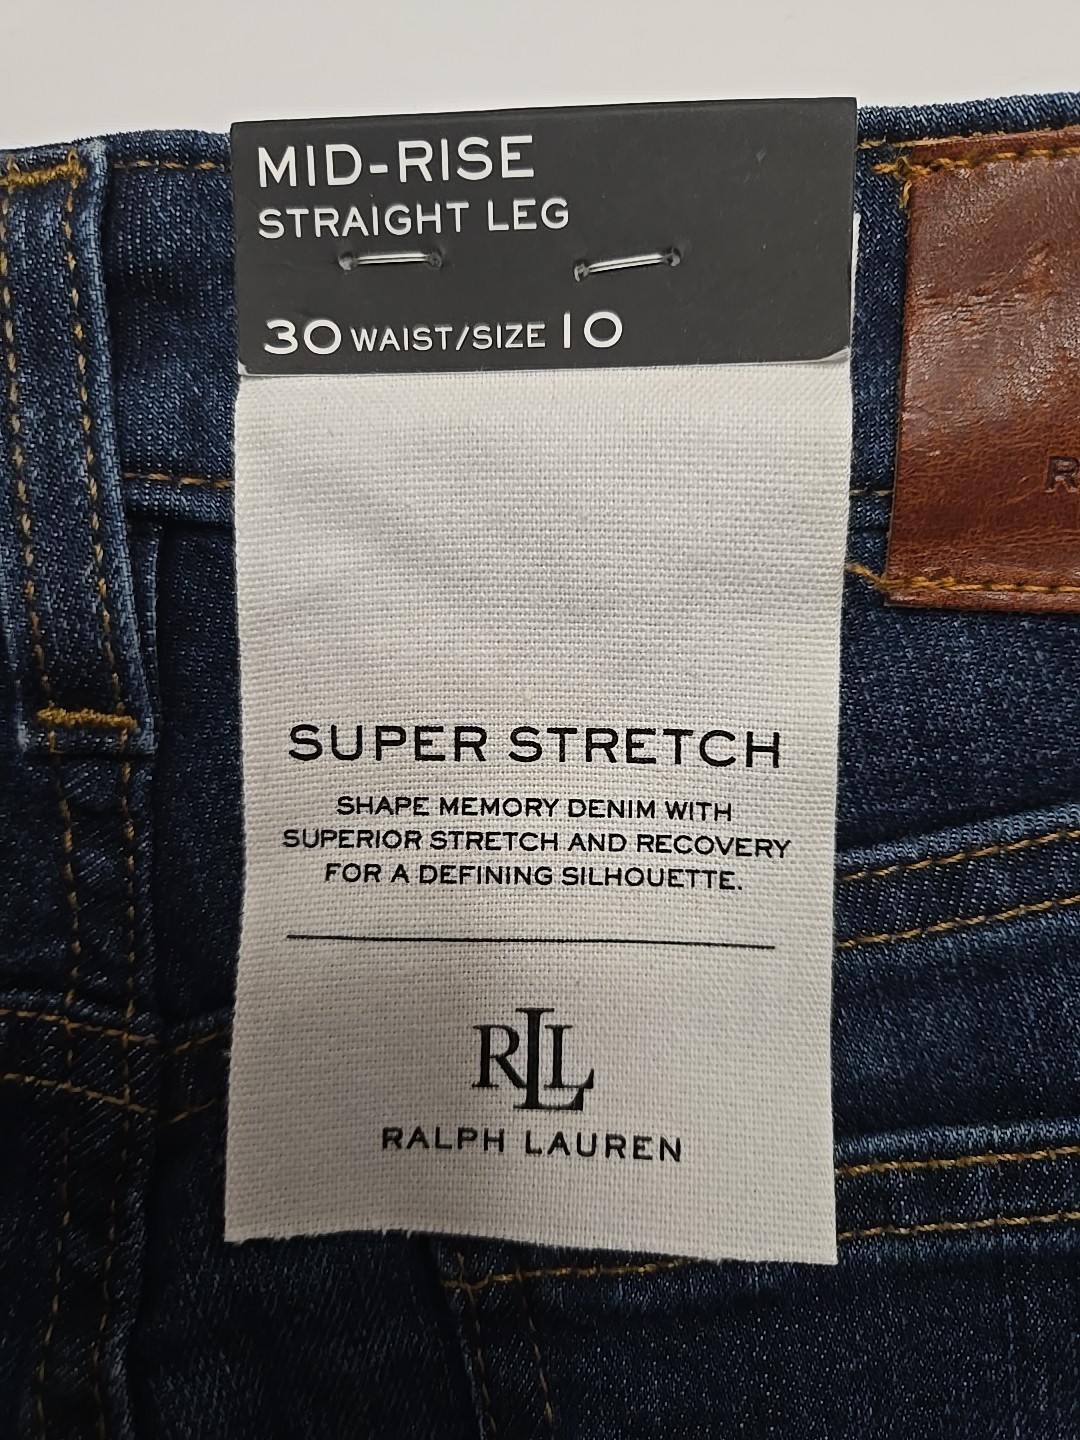 MID-RISE
STRAIGHT LEG
30 WAIST/SIZE 10
SUPER STRETCH
SHAPE MEMORY DENIM WITH
SUPERIOR STRETCH AND RECOVERY
FOR A DEFINING SILHOUETTE.
RLL
RALPH LAUREN
R